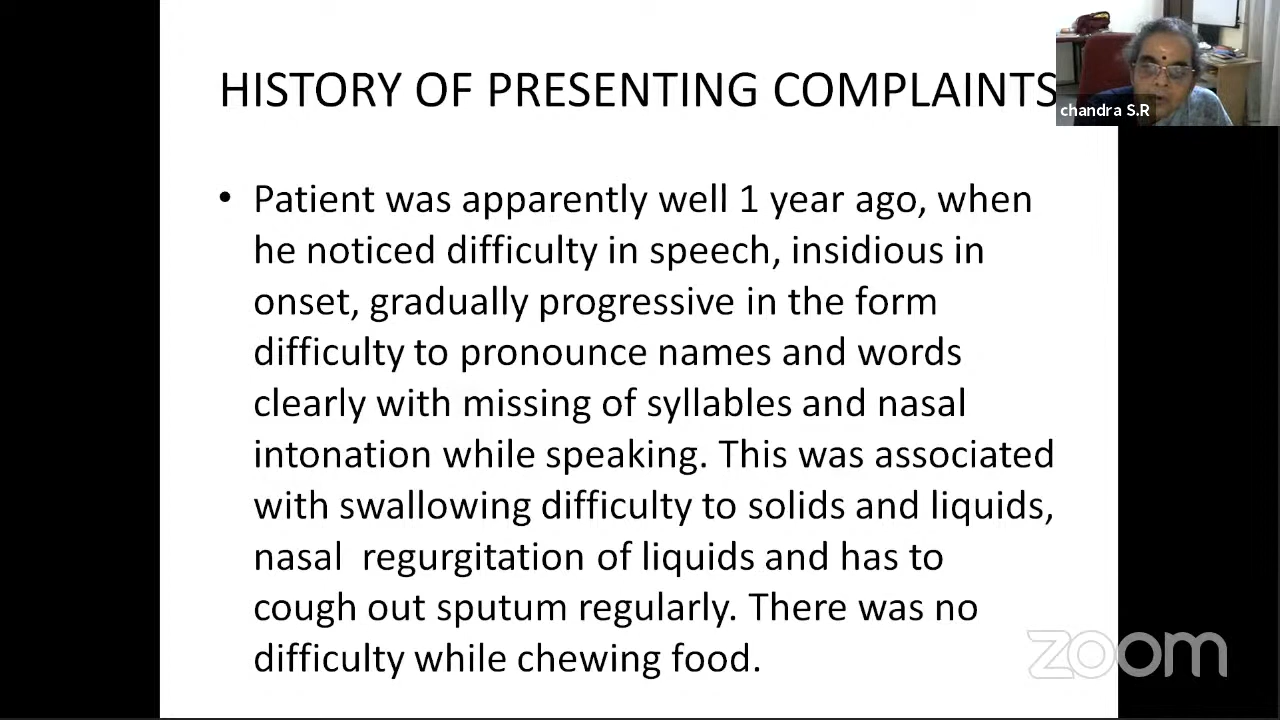 HISTORY OF PRESENTING COMPLAINTS
chandra S.R
• Patient was apparently well 1 year ago, when
he noticed difficulty in speech, insidious in
onset, gradually progressive in the form
difficulty to pronounce names and words
clearly with missing of syllables and nasal
intonation while speaking. This was associated
with swallowing difficulty to solids and liquids,
nasal  regurgitation of liquids and has to
cough out sputum regularly. There was no
difficulty while chewing food.
zoom